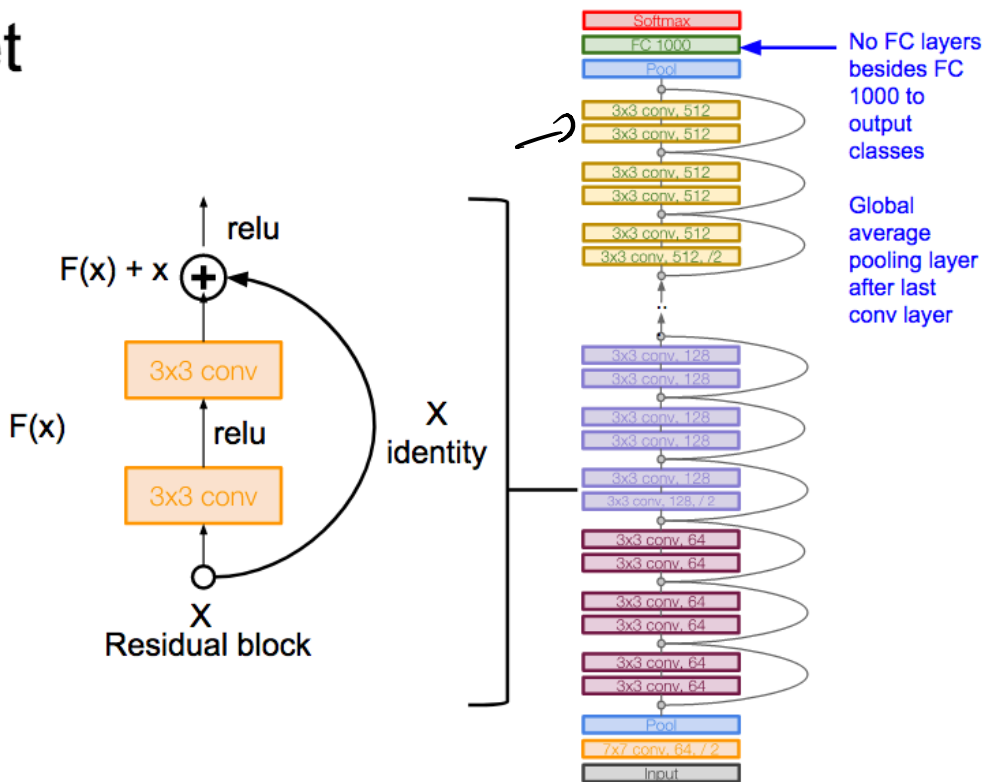 et
relu
F(x) + x
3x3 conv
F(x)
relu
3x3 conv
X
identity
X
Residual block
Softmax
FC 1000
Pool
3x3 conv, 512
3x3 conv, 512
3x3 conv, 512
3x3 conv, 512
3x3 conv, 512
3x3 conv, 512, /2
..
3x3 conv, 128
3x3 conv, 128
3x3 conv, 128
3x3 conv, 128
3x3 conv, 128
3x3 conv, 128, / 2
3x3 conv, 64
3x3 conv, 64
3x3 conv, 64
3x3 conv, 64
3x3 conv, 64
3x3 conv, 64
Pool
7x7 conv, 64, / 2
Input
No FC layers
besides FC
1000 to
output
classes
Global
average
pooling layer
after last
conv layer